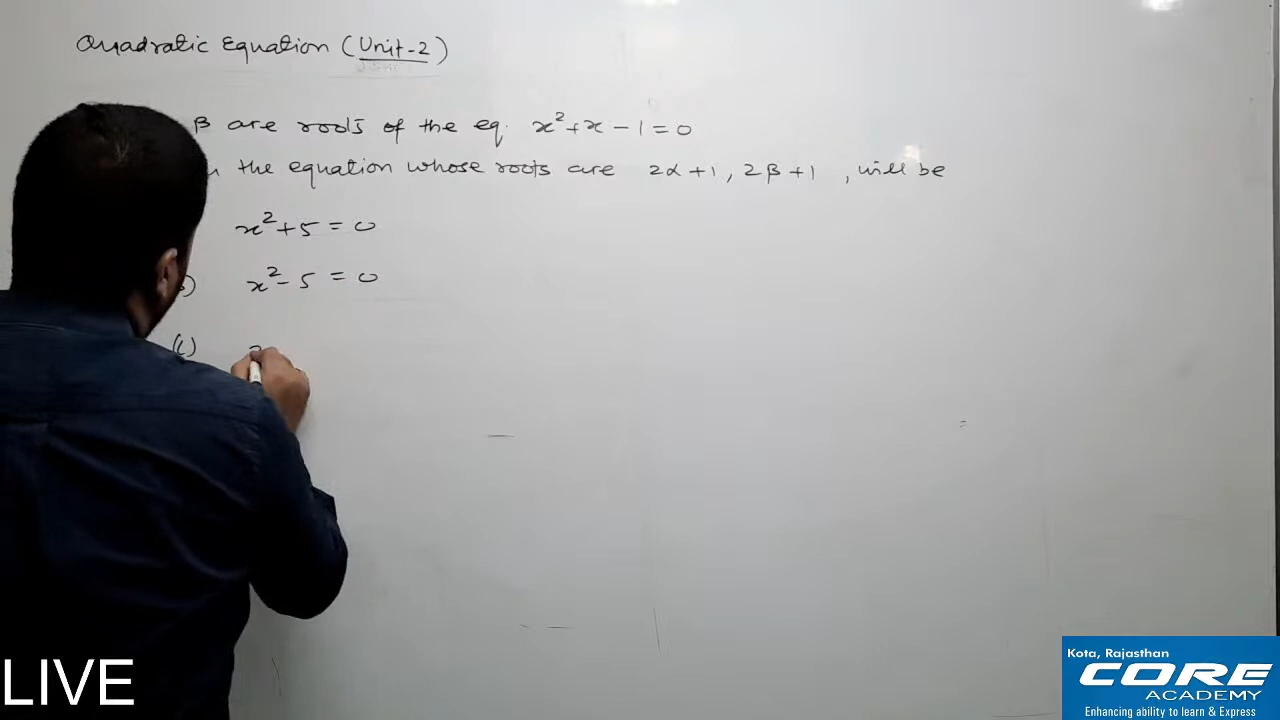 Quadratic Equation (Unit-2)
β are roots of the eq. x²+x-1=0
the equation whose roots are 2α+1, 2β+1, will be
x²+5=0
x²-5=0
(c)
LIVE
Kota, Rajasthan
CORE
ACADEMY
Enhancing ability to learn & Express